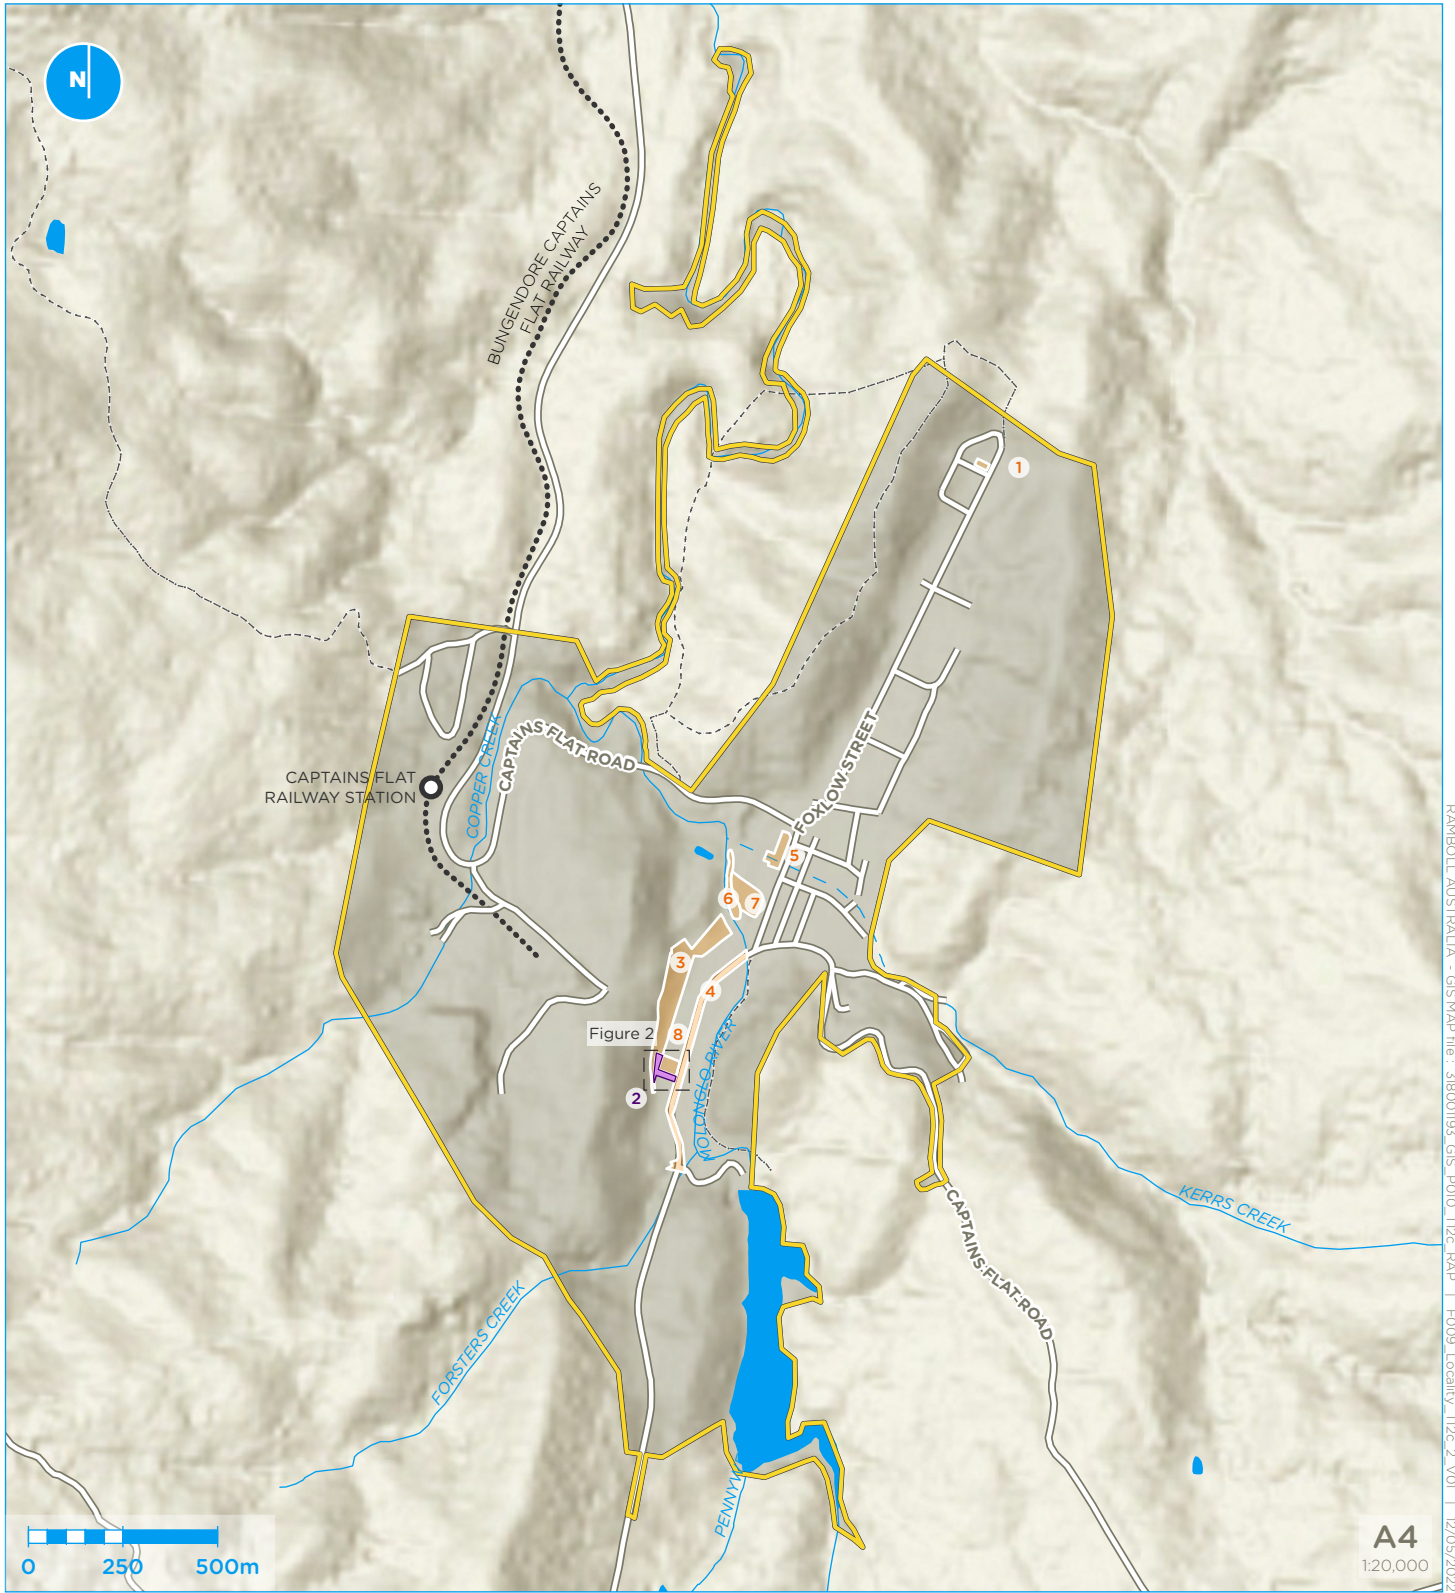 N
BUNGENDORE CAPTAINS
FLAT RAILWAY
1
FOXLOW STREET
CAPTAINS FLAT ROAD
COPPER CREEK
CAPTAINS FLAT
RAILWAY STATION
5
6
7
3
4
Figure 2
8
2
MOLONGLO RIVER
KERRS CREEK
CAPTAINS FLAT ROAD
FORSTERS CREEK
0
250
500m
A4
1:20,000